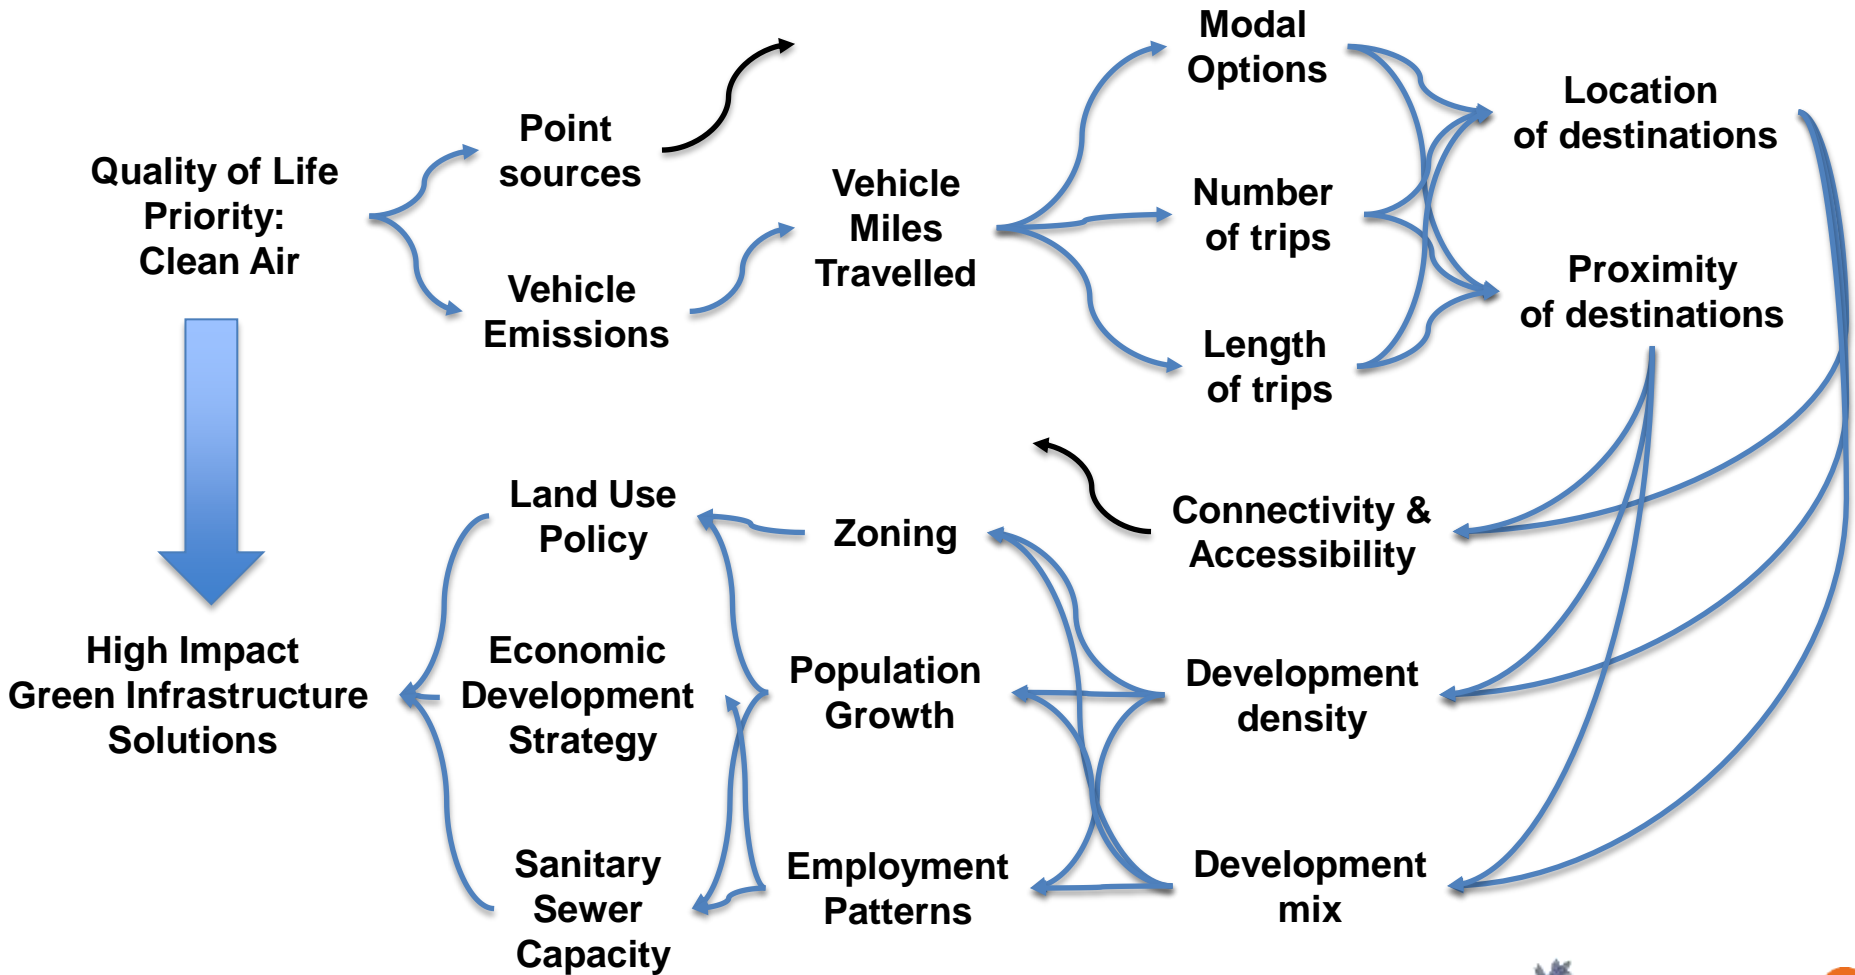 Modal
Options
Location
of destinations
Point
sources
Quality of Life
Priority:
Clean Air
Vehicle
Miles
Travelled
Number
of trips
Proximity
of destinations
Vehicle
Emissions
Length
of trips
Land Use
Policy
Zoning
Connectivity &
Accessibility
High Impact
Green Infrastructure
Solutions
Economic
Development
Strategy
Population
Growth
Development
density
Sanitary
Sewer
Capacity
Employment
Patterns
Development
mix